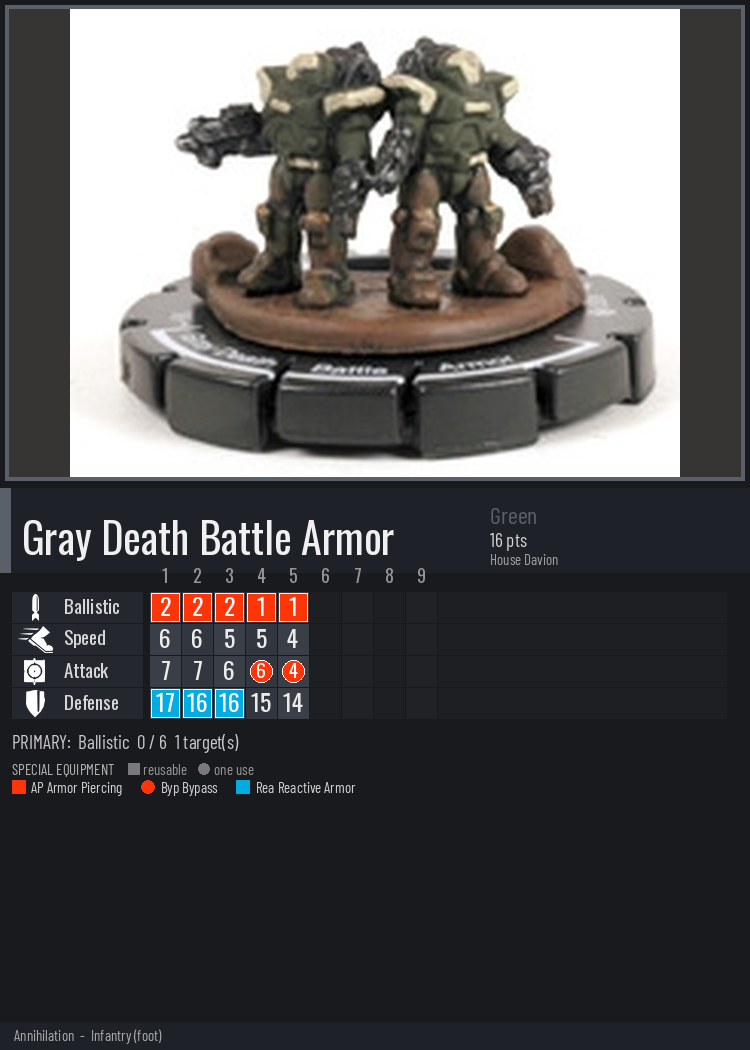 Gray Death Battle Armor
Gray Death Battle Armor
Green
16 pts
House Davion
1 2 3 4 5 6 7 8 9
Ballistic 2 2 2 1 1
Speed 6 6 5 5 4
Attack 7 7 6 6 4
Defense 17 16 16 15 14
PRIMARY: Ballistic 0 / 6 1 target(s)
SPECIAL EQUIPMENT reusable one use
AP Armor Piercing Byp Bypass Rea Reactive Armor
Annihilation - Infantry (foot)